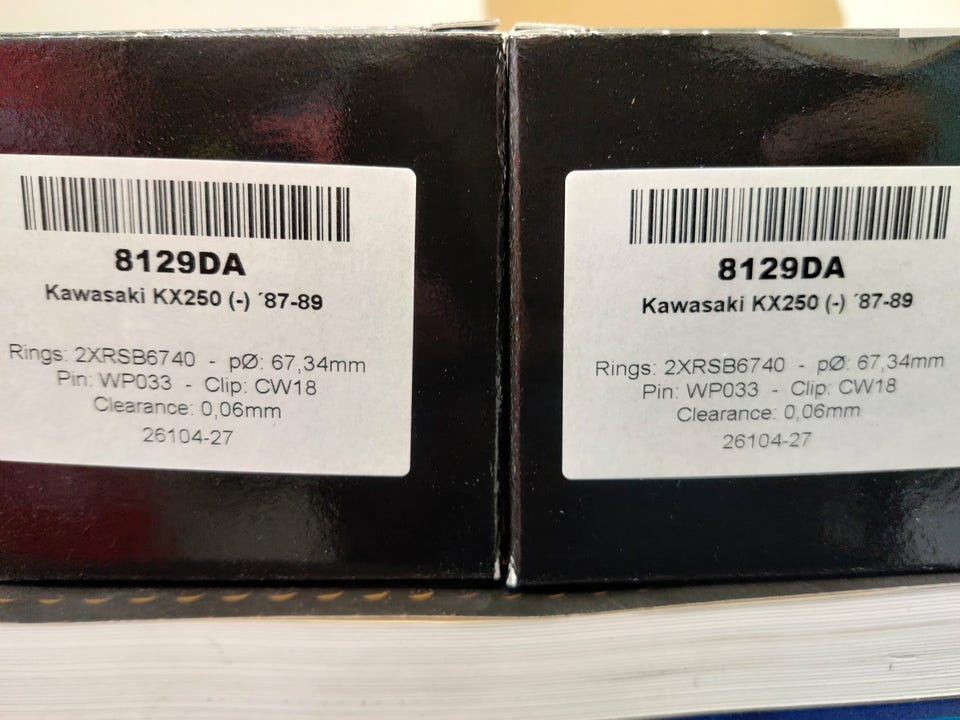 8129DA
Kawasaki KX250 (-) ´87-89
Rings: 2XRSB6740 - pØ: 67,34mm
Pin: WP033 - Clip: CW18
Clearance: 0,06mm
26104-27
8129DA
Kawasaki KX250 (-) ´87-89
Rings: 2XRSB6740 - pØ: 67,34mm
Pin: WP033 - Clip: CW18
Clearance: 0,06mm
26104-27